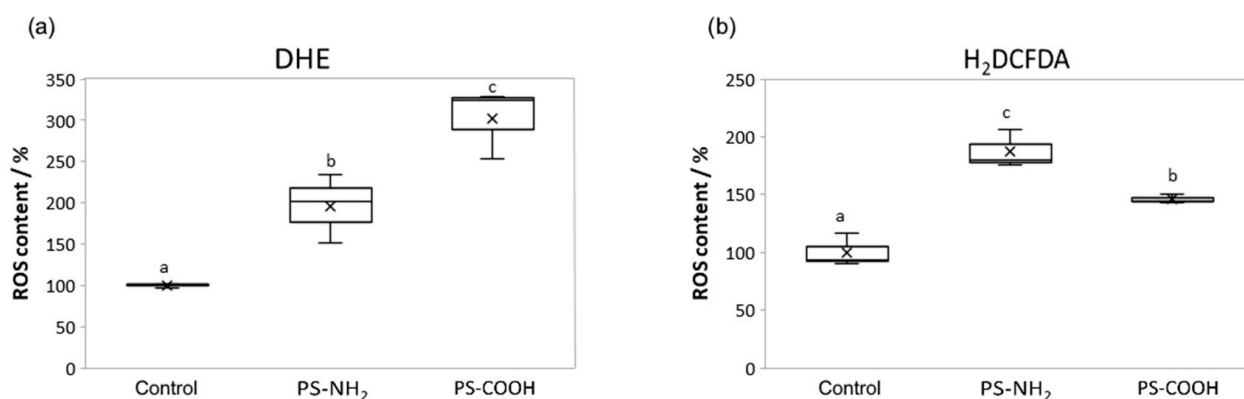 (a)
DHE
ROS content / %
350
300
250
200
150
100
50
0
a
b
c
Control
PS-NH₂
PS-COOH
(b)
H₂DCFDA
ROS content / %
250
200
150
100
50
0
a
c
b
Control
PS-NH₂
PS-COOH